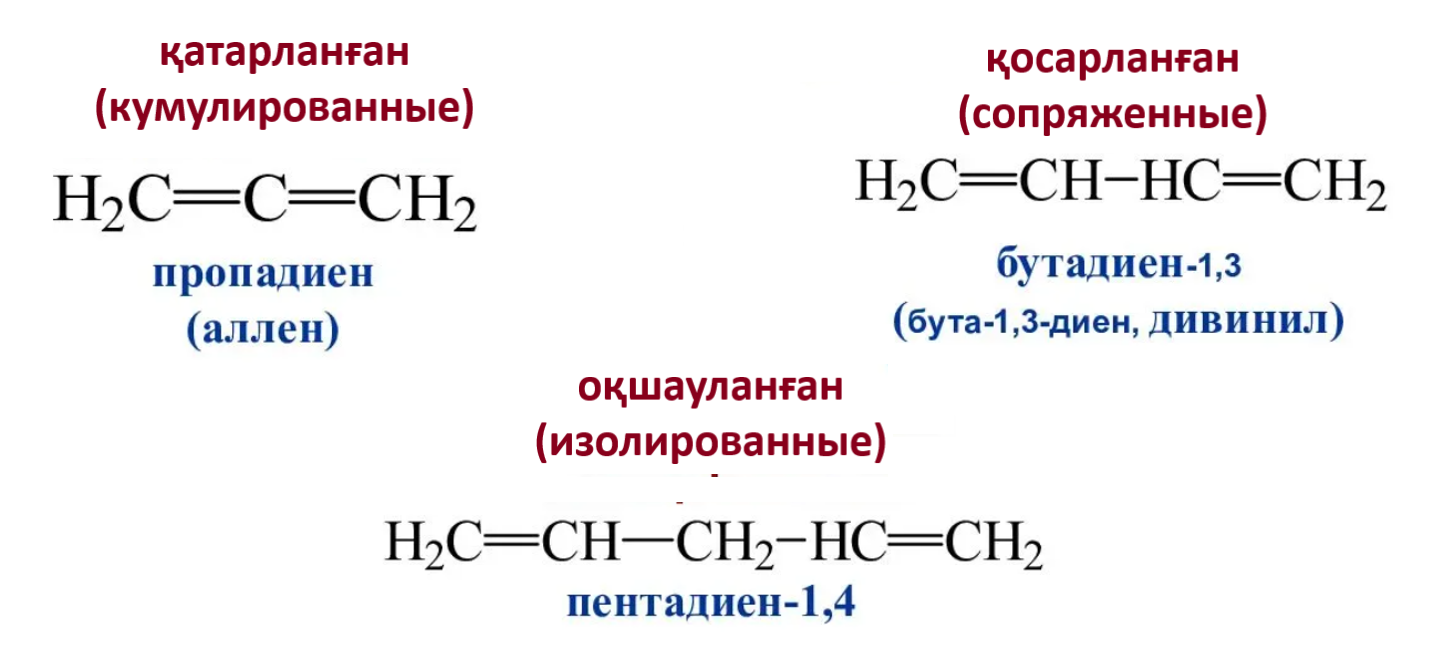 қатарланған
(кумулированные)
H₂C=C=CH₂
пропадиен
(аллен)
қосарланған
(сопряженные)
H₂C=CH–HC=CH₂
бутадиен-1,3
(бута-1,3-диен, дивинил)
оқшауланған
(изолированные)
H₂C=CH—CH₂–HC=CH₂
пентадиен-1,4